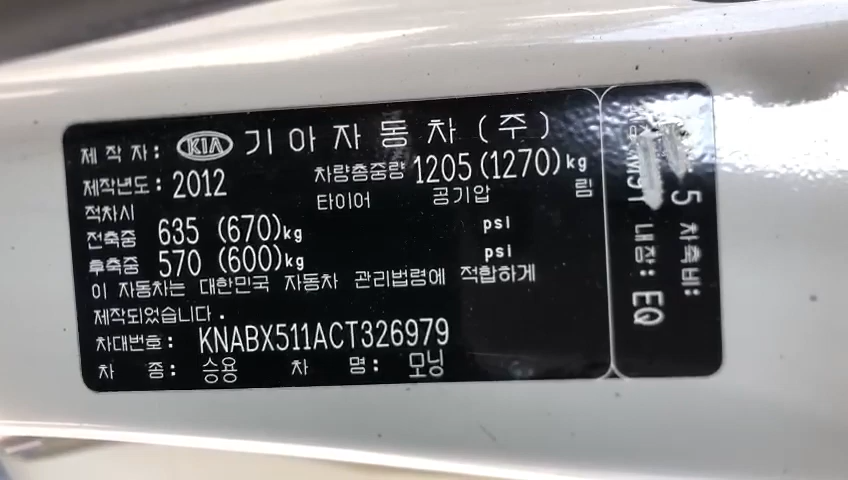 제 작 자: KIA 기 아 자 동 차 (주)
제작년도: 2012 차량총중량 1205 (1270) kg
적차시 타이어 공기압 림
전축중 635 (670)kg psi
후축중 570 (600)kg psi
이 자동차는 대한민국 자동차 관리법령에 적합하게
제작되었습니다.
차대번호: KNABX511ACT326979
차 종: 승용 차 명: 모닝
5 차축비:
내장: EQ